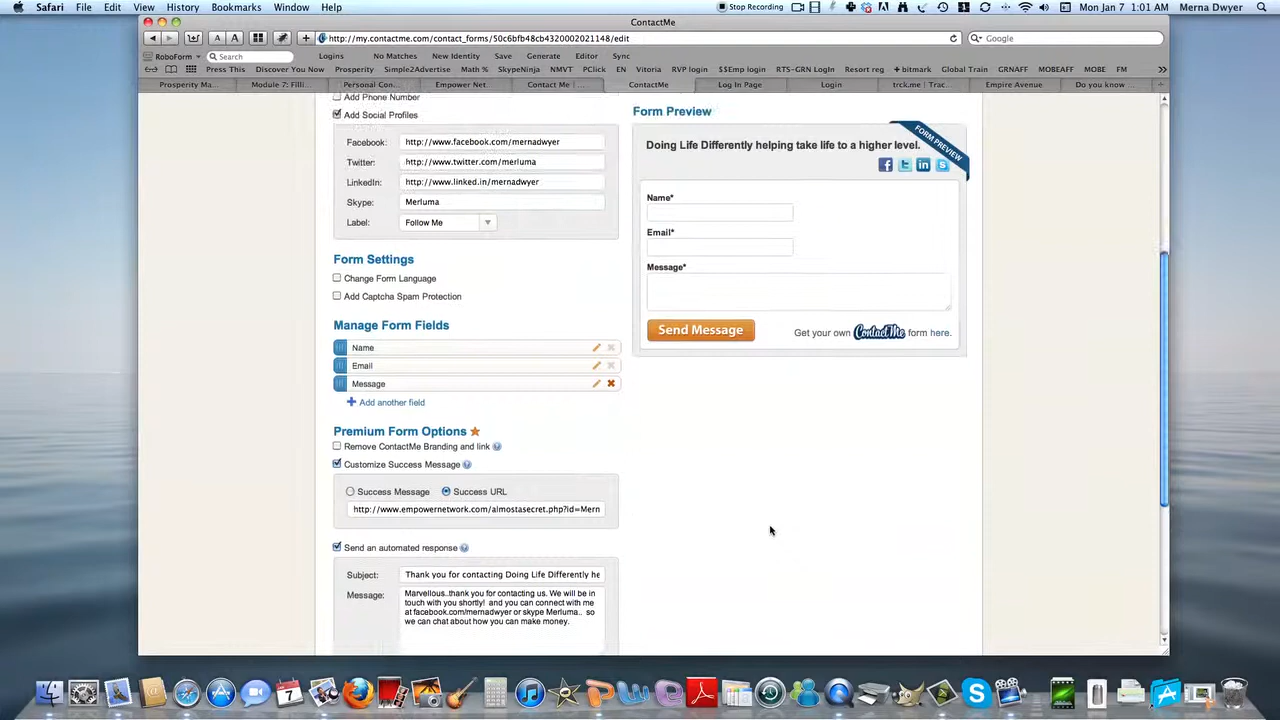 Safari File Edit View History Bookmarks Window Help
Stop Recording
Mon Jan 7 1:01 AM Merna Dwyer
ContactMe
http://my.contactme.com/contact_forms/50c6bfb48cb4320002021148/edit
Google
RoboForm Search Logins No Matches New Identity Save Generate Editor Sync
Press This Discover You Now Prosperity Simple2Advertise Math % SkypeNinja NMVT PClick EN Vitoria RVP login $$Emp login RTS-GRN LogIn Resort reg + bitmark Global Train GRNAFF MOBEAFF MOBE FM
Prosperity Ma... Module 7: Filli... Personal Con... Empower Net... Contact Me | ... ContactMe Log In Page Login trck.me | Trac... Empire Avenue Do you know ...
Add Phone Number
Add Social Profiles
Facebook: http://www.facebook.com/mernadwyer
Twitter: http://www.twitter.com/merluma
LinkedIn: http://www.linked.in/mernadwyer
Skype: Merluma
Label: Follow Me
Form Settings
Change Form Language
Add Captcha Spam Protection
Manage Form Fields
Name
Email
Message
Add another field
Premium Form Options
Remove ContactMe Branding and link
Customize Success Message
Success Message Success URL
http://www.empowernetwork.com/almostasecret.php?id=Mern
Send an automated response
Subject: Thank you for contacting Doing Life Differently he
Message: Marvellous..thank you for contacting us. We will be in
touch with you shortly! and you can connect with me
at facebook.com/mernadwyer or skype Merluma.. so
we can chat about how you can make money.
Form Preview
FORM PREVIEW
Doing Life Differently helping take life to a higher level.
Name*
Email*
Message*
Send Message
Get your own ContactMe form here.